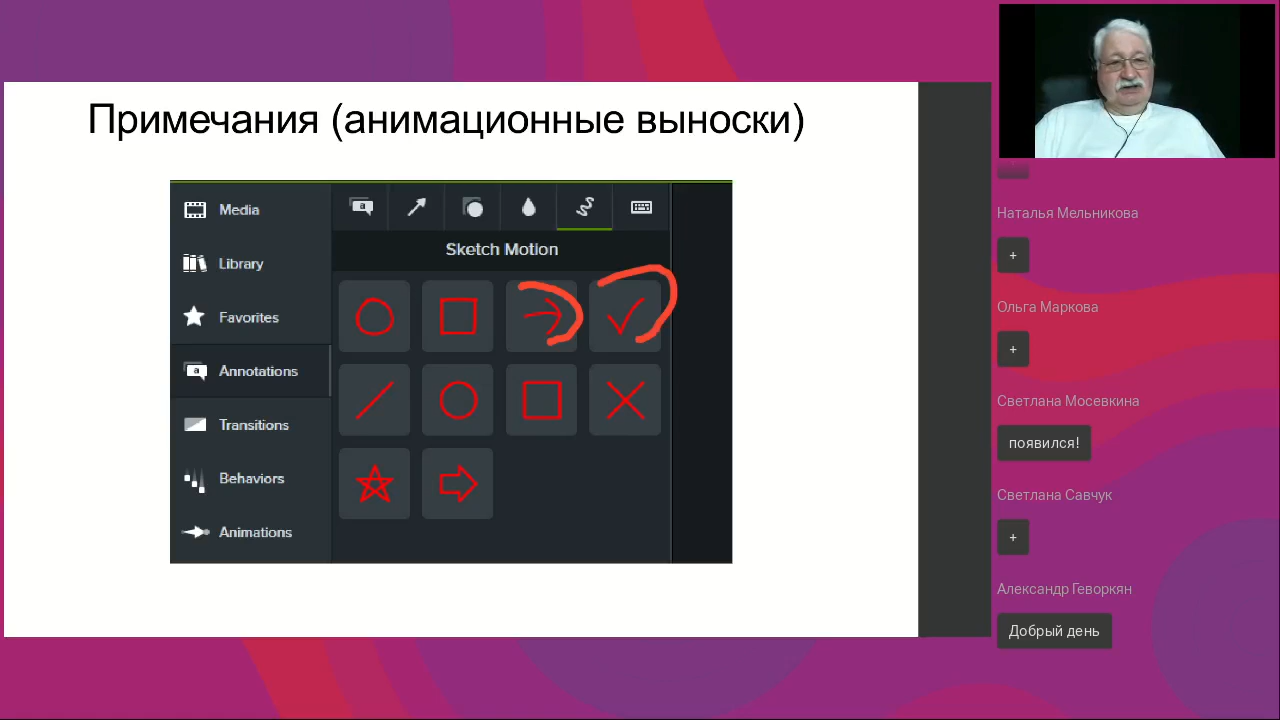 Примечания (анимационные выноски)
Media
Library
Favorites
a
Annotations
Transitions
Behaviors
Animations
a
Sketch Motion
Наталья Мельникова
+
Ольга Маркова
+
Светлана Мосевкина
появился!
Светлана Савчук
+
Александр Геворкян
Добрый день